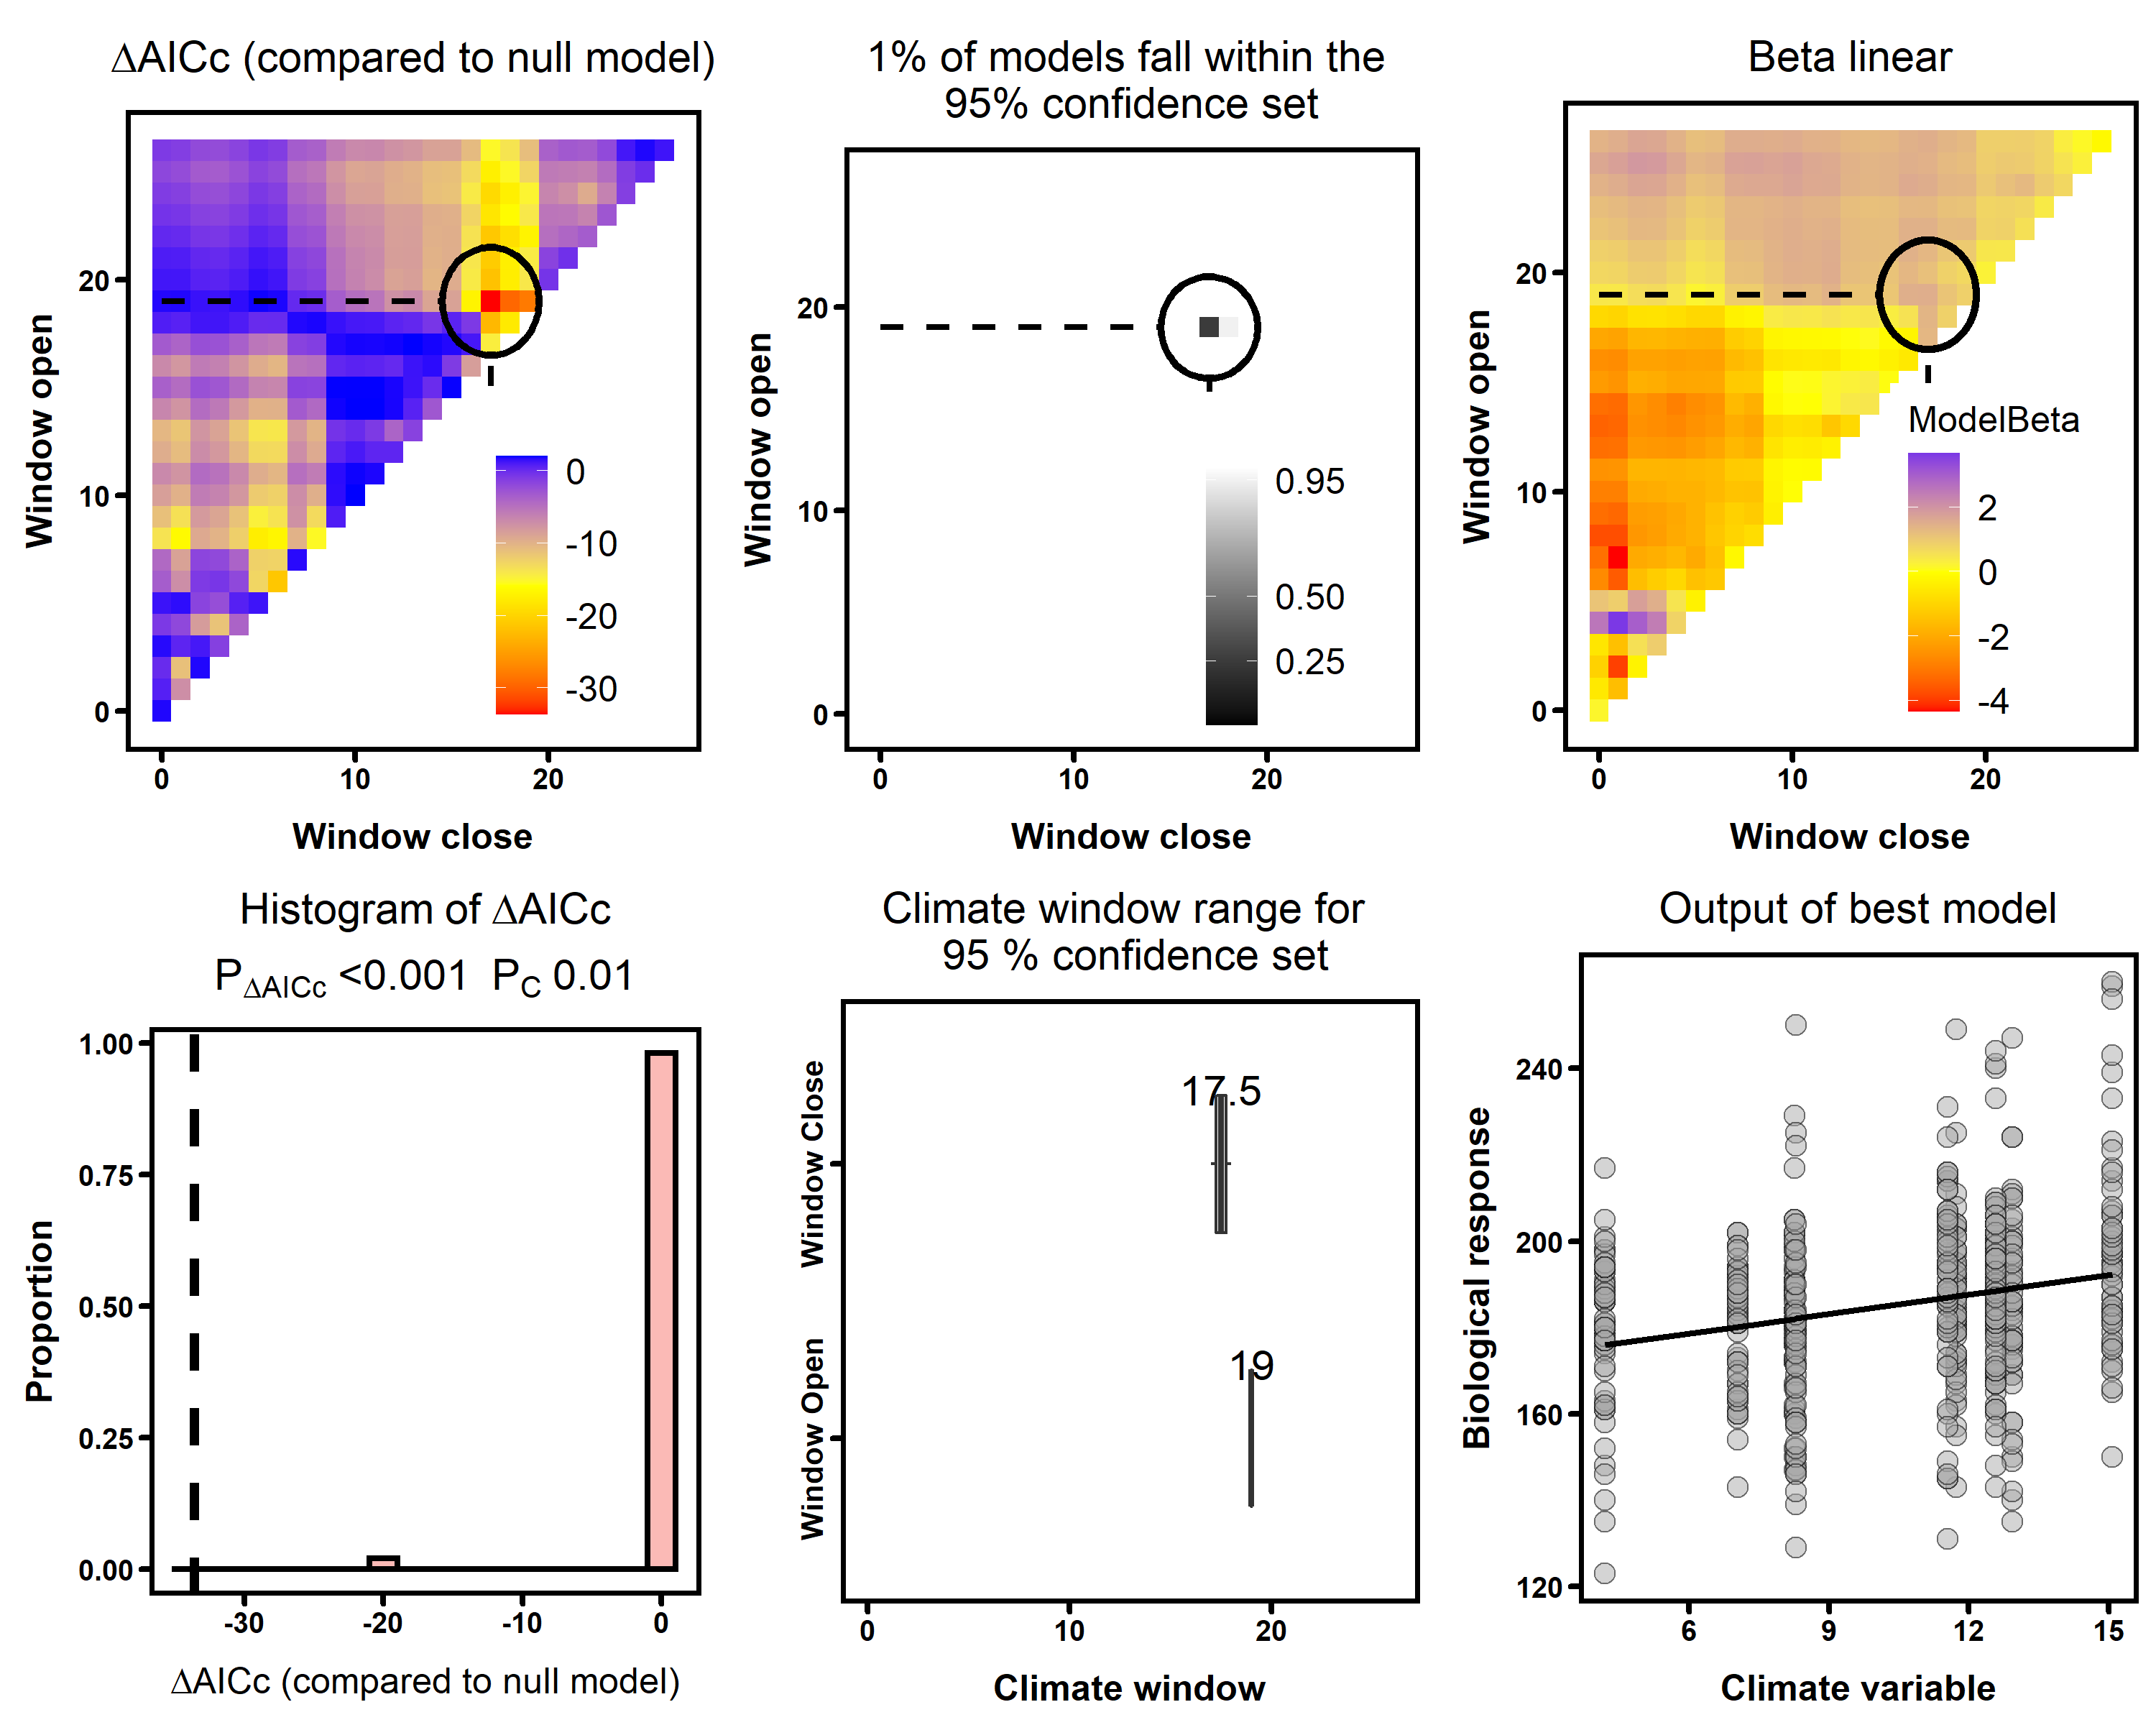 ΔAICc (compared to null model)
Window open
20
10
0
0
-10
-20
-30
0
10
20
Window close
1% of models fall within the
95% confidence set
Window open
20
10
0
0.95
0.50
0.25
0
10
20
Window close
Beta linear
Window open
20
10
0
ModelBeta
2
0
-2
-4
0
10
20
Window close
Histogram of ΔAICc
PΔAICc <0.001 PC 0.01
Proportion
1.00
0.75
0.50
0.25
0.00
-30
-20
-10
0
ΔAICc (compared to null model)
Climate window range for
95 % confidence set
Window Close
Window Open
17.5
19
0
10
20
Climate window
Output of best model
Biological response
240
200
160
120
6
9
12
15
Climate variable